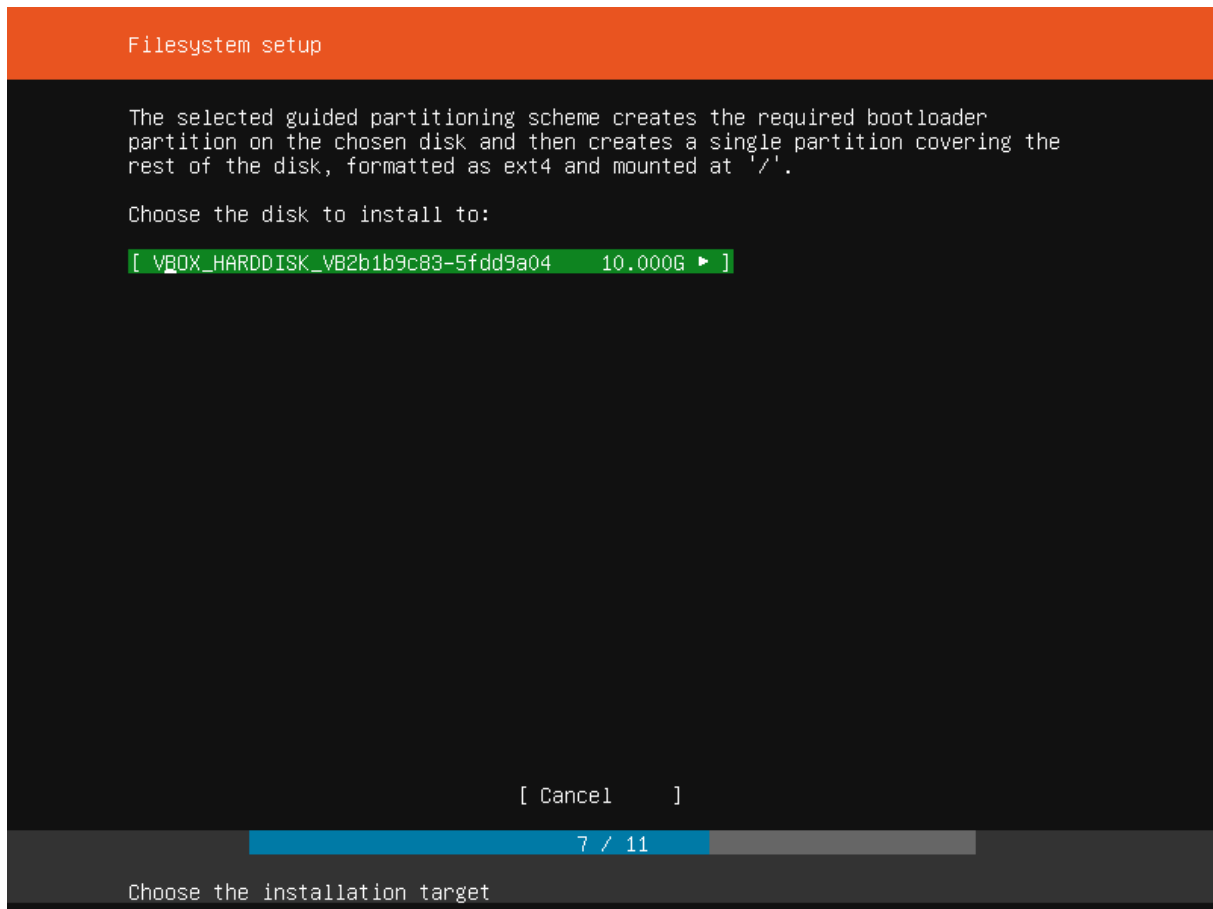 Filesystem setup
The selected guided partitioning scheme creates the required bootloader
partition on the chosen disk and then creates a single partition covering the
rest of the disk, formatted as ext4 and mounted at '/'.
Choose the disk to install to:
[ VBOX_HARDDISK_VB2b1b9c83-5fdd9a04    10.000G ▸ ]
[ Cancel     ]
7 / 11
Choose the installation target